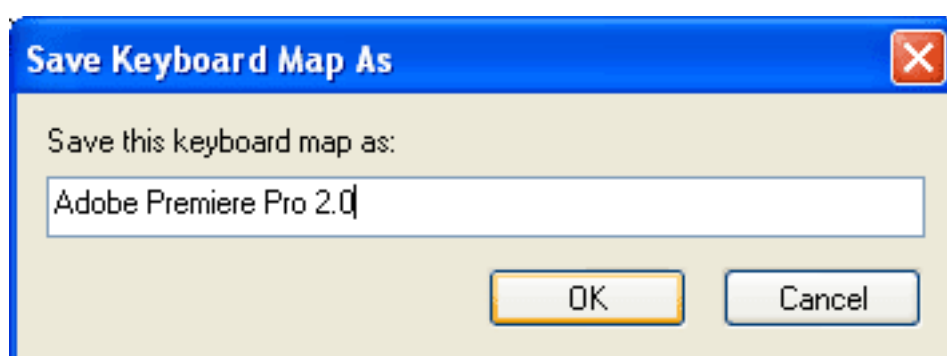 Save Keyboard Map As
Save this keyboard map as:
Adobe Premiere Pro 2.0
OK
Cancel